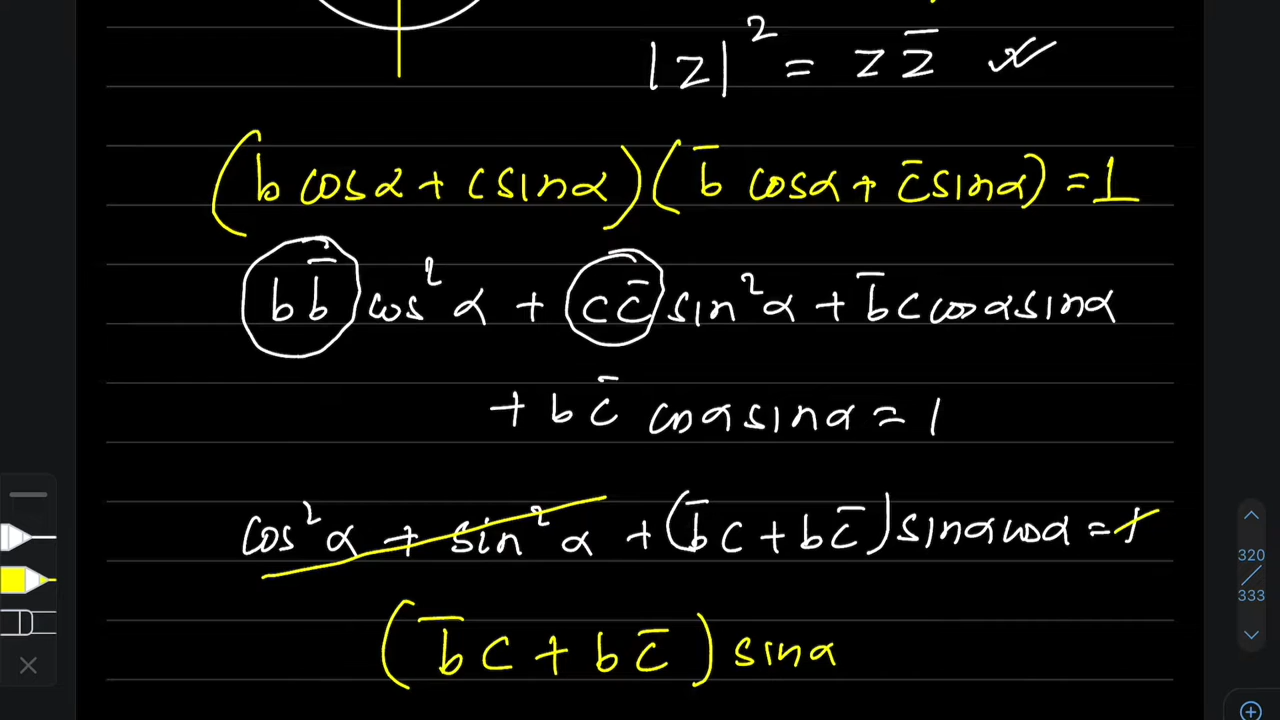 |z|² = z z̅
(b cosα + c sinα)(b̅ cosα + c̅ sinα) = 1
b b̅ cos²α + c c̅ sin²α + b̅ c cosα sinα
+ b c̅ cosα sinα = 1
cos²α + sin²α + (b̅ c + b c̅) sinα cosα = 1
(b̅ c + b c̅) sinα
320
333